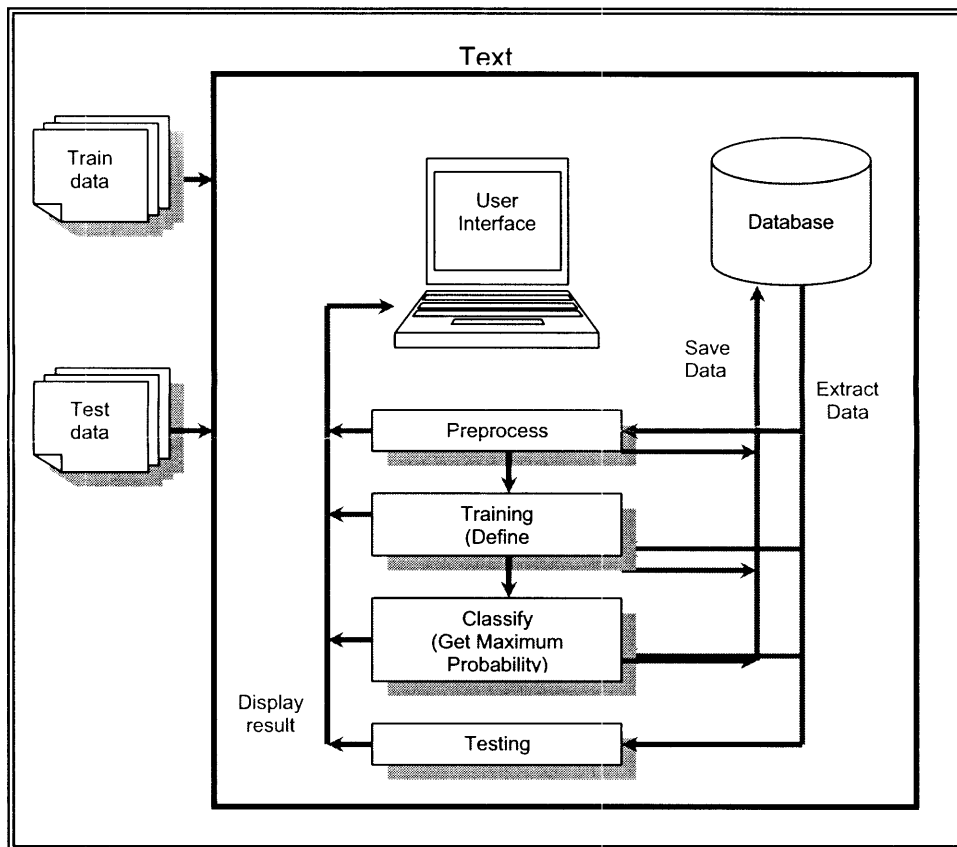 Text
Train
data
User
Interface
Database
Save
Data
Extract
Data
Test
data
Preprocess
Training
(Define
Classify
(Get Maximum
Probability)
Display
result
Testing